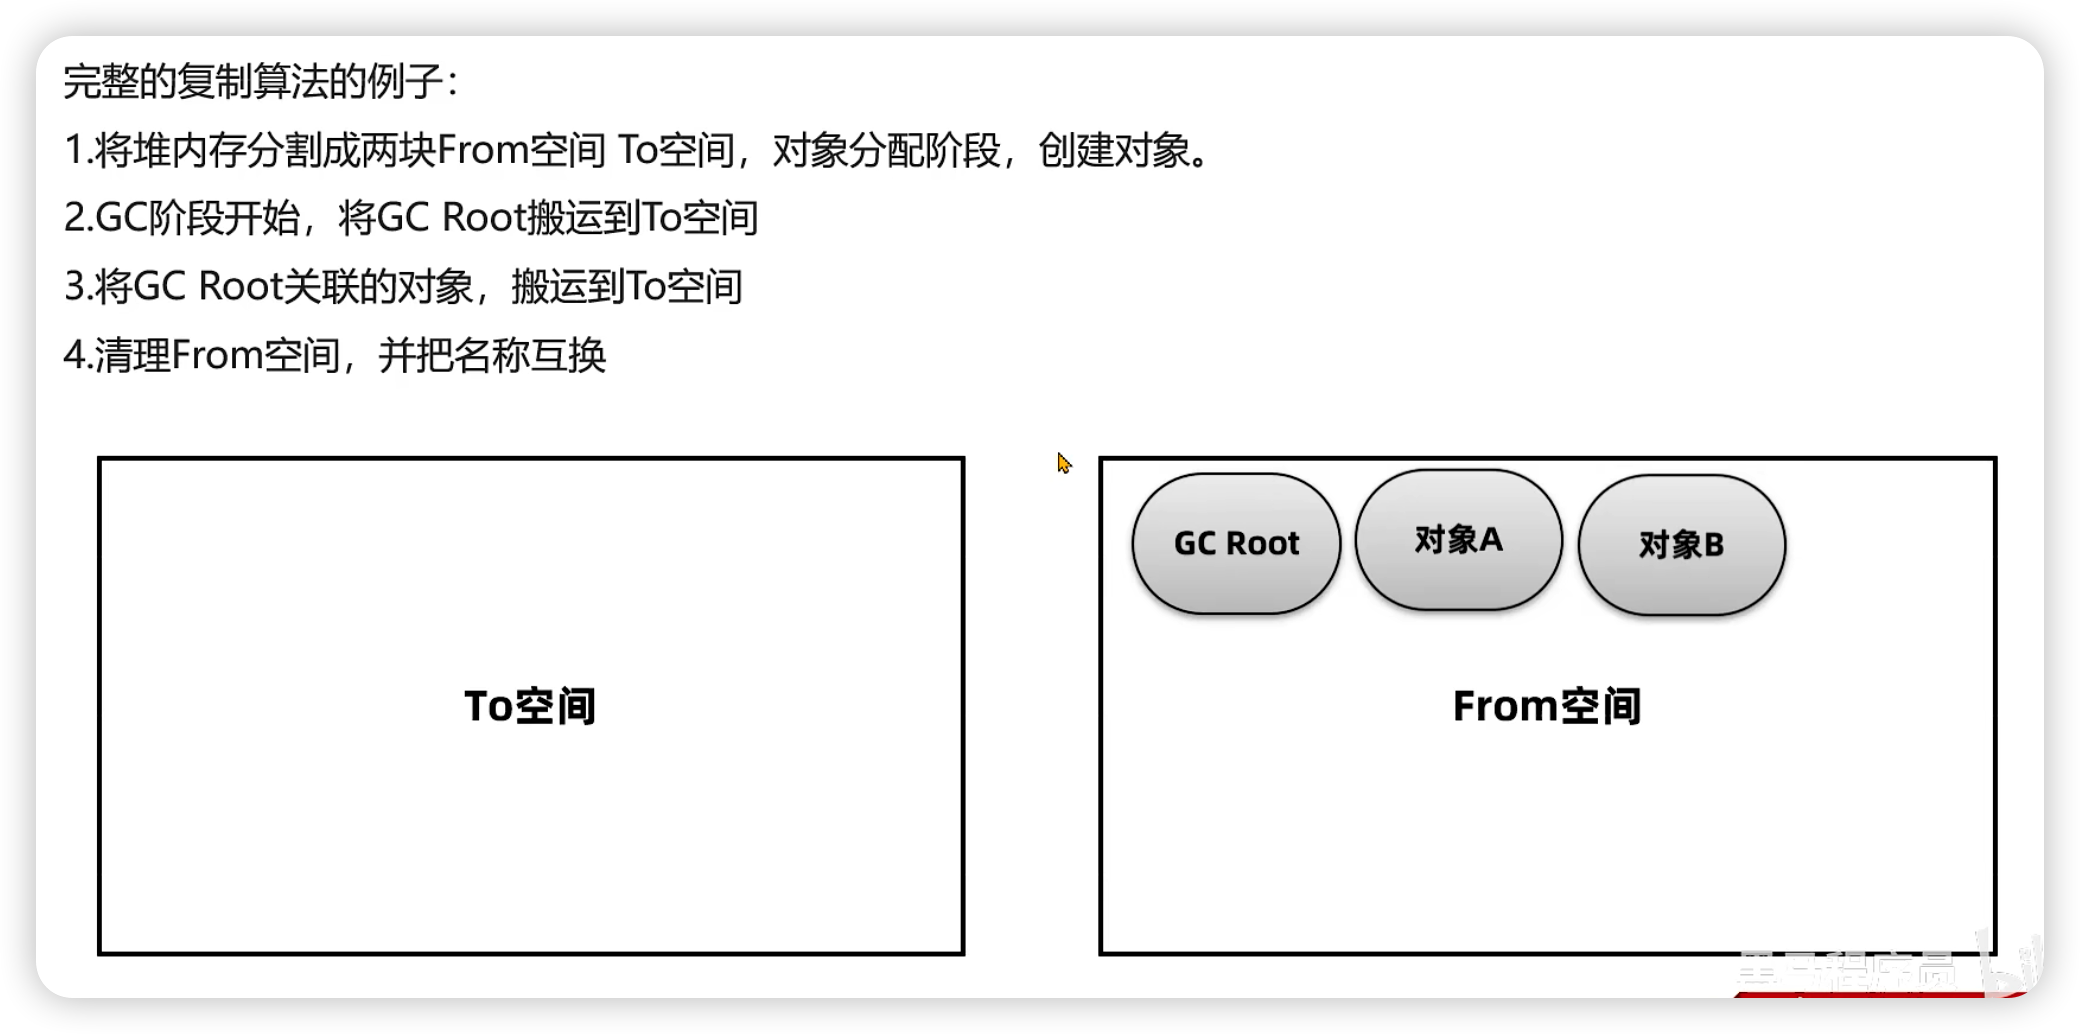 完整的复制算法的例子：
1.将堆内存分割成两块From空间 To空间，对象分配阶段，创建对象。
2.GC阶段开始，将GC Root搬运到To空间
3.将GC Root关联的对象，搬运到To空间
4.清理From空间，并把名称互换
GC Root
对象A
对象B
To空间
From空间
黑马程序员